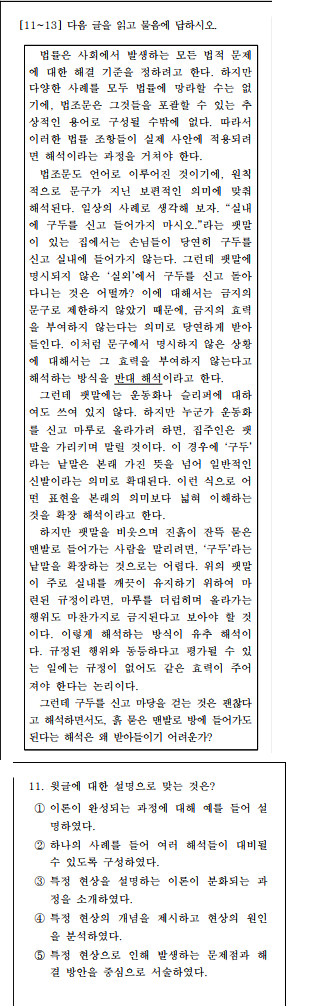 [11~13] 다음 글을 읽고 물음에 답하시오.
법률은 사회에서 발생하는 모든 법적 문제
에 대한 해결 기준을 정하려고 한다. 하지만
다양한 사례를 모두 법률에 망라할 수는 없
기에, 법조문은 그것들을 포괄할 수 있는 추
상적인 용어로 구성될 수밖에 없다. 따라서
이러한 법률 조항들이 실제 사안에 적용되려
면 해석이라는 과정을 거쳐야 한다.
법조문도 언어로 이루어진 것이기에, 원칙
적으로 문구가 지닌 보편적인 의미에 맞춰
해석된다. 일상의 사례로 생각해 보자. “실내
에 구두를 신고 들어가지 마시오.”라는 팻말
이 있는 집에서는 손님들이 당연히 구두를
신고 실내에 들어가지 않는다. 그런데 팻말에
명시되지 않은 ‘실외’에서 구두를 신고 돌아
다니는 것은 어떨까? 이에 대해서는 금지의
문구로 제한하지 않았기 때문에, 금지의 효력
을 부여하지 않는다는 의미로 당연하게 받아
들인다. 이처럼 문구에서 명시하지 않은 상황
에 대해서는 그 효력을 부여하지 않는다고
해석하는 방식을 반대 해석이라고 한다.
그런데 팻말에는 운동화나 슬리퍼에 대하
여도 쓰여 있지 않다. 하지만 누군가 운동화
를 신고 마루로 올라가려 하면, 집주인은 팻
말을 가리키며 말릴 것이다. 이 경우에 ‘구두’
라는 낱말은 본래 가진 뜻을 넘어 일반적인
신발이라는 의미로 확대된다. 이런 식으로 어
떤 표현을 본래의 의미보다 넓혀 이해하는
것을 확장 해석이라고 한다.
하지만 팻말을 비웃으며 진흙이 잔뜩 묻은
맨발로 들어가는 사람을 말리려면, ‘구두’라는
낱말을 확장하는 것으로는 어렵다. 위의 팻말
이 주로 실내를 깨끗이 유지하기 위하여 마
련된 규정이라면, 마루를 더럽히며 올라가는
행위도 마찬가지로 금지된다고 보아야 할 것
이다. 이렇게 해석하는 방식이 유추 해석이
다. 규정된 행위와 동등하다고 평가될 수 있
는 일에는 규정이 없어도 같은 효력이 주어
져야 한다는 논리이다.
그런데 구두를 신고 마당을 걷는 것은 괜찮다
고 해석하면서도, 흙 묻은 맨발로 방에 들어가도
된다는 해석은 왜 받아들이기 어려운가?
11. 윗글에 대한 설명으로 맞는 것은?
① 이론이 완성되는 과정에 대해 예를 들어 설
명하였다.
② 하나의 사례를 들어 여러 해석들이 대비될
수 있도록 구성하였다.
③ 특정 현상을 설명하는 이론이 분화되는 과
정을 소개하였다.
④ 특정 현상의 개념을 제시하고 현상의 원인
을 분석하였다.
⑤ 특정 현상으로 인해 발생하는 문제점과 해
결 방안을 중심으로 서술하였다.